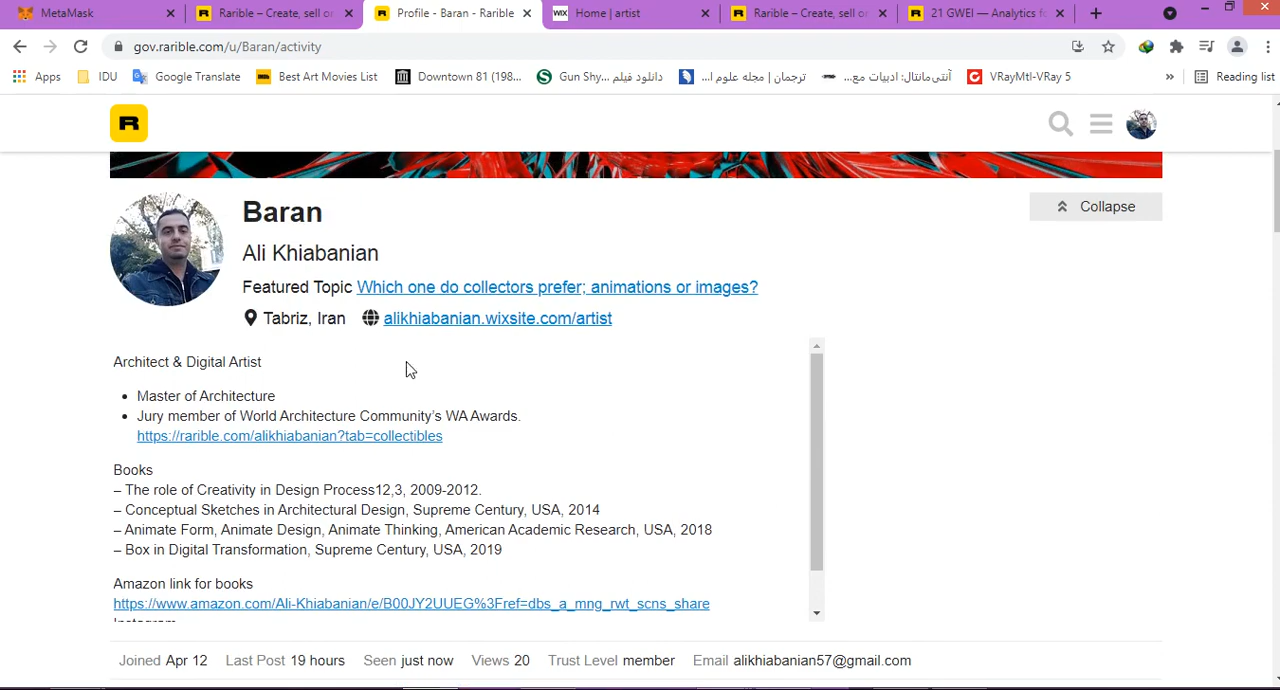 MetaMask
Rarible – Create, sell or
Profile - Baran - Rarible
WIX Home | artist
Rarible – Create, sell or
21 GWEI — Analytics fo
gov.rarible.com/u/Baran/activity
Apps
IDU
Google Translate
Best Art Movies List
Downtown 81 (198...
دانلود فیلم Gun Shy...
ترجمان | مجله علوم ا...
آنتی‌مانتال: ادبیات مع...
VRayMtl-VRay 5
»
Reading list
R
Baran
Collapse
Ali Khiabanian
Featured Topic Which one do collectors prefer; animations or images?
Tabriz, Iran alikhiabanian.wixsite.com/artist
Architect & Digital Artist
• Master of Architecture
• Jury member of World Architecture Community’s WA Awards.
https://rarible.com/alikhiabanian?tab=collectibles
Books
– The role of Creativity in Design Process12,3, 2009-2012.
– Conceptual Sketches in Architectural Design, Supreme Century, USA, 2014
– Animate Form, Animate Design, Animate Thinking, American Academic Research, USA, 2018
– Box in Digital Transformation, Supreme Century, USA, 2019
Amazon link for books
https://www.amazon.com/Ali-Khiabanian/e/B00JY2UUEG%3Fref=dbs_a_mng_rwt_scns_share
Instagram
Joined Apr 12 Last Post 19 hours Seen just now Views 20 Trust Level member Email alikhiabanian57@gmail.com